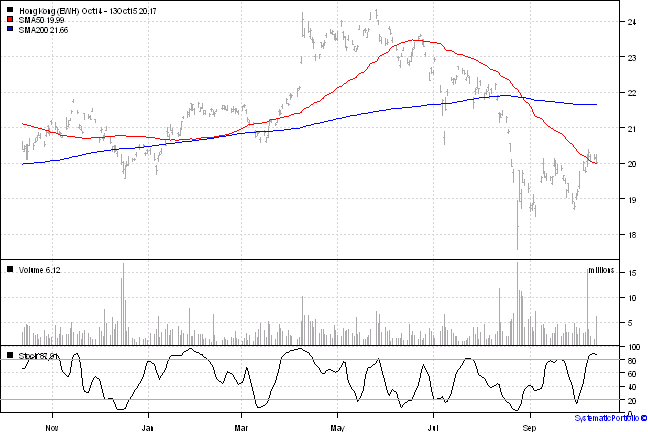 Hong Kong (EWH) Oct14 - 13Oct15 20.17
SMA50 19.99
SMA200 21.66
24
23
22
21
20
19
18
Volume 6.12
millions
15
10
5
100
80
60
40
20
0
Nov
Jan
Mar
May
Jul
Sep
SystematicPortfolio ©